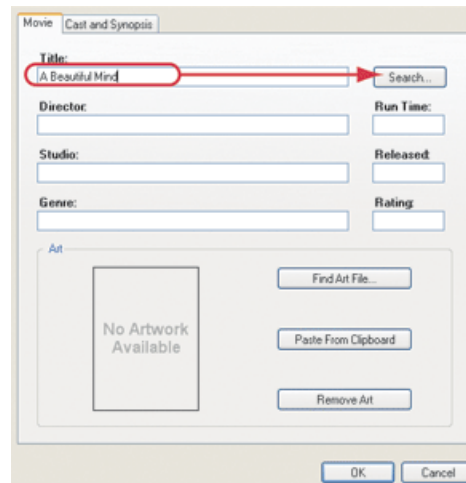 Movie Cast and Synopsis
Title:
A Beautiful Mind Search...
Director: Run Time:
Studio: Released:
Genre: Rating:
Art
No Artwork
Available
Find Art File...
Paste From Clipboard
Remove Art
OK Cancel